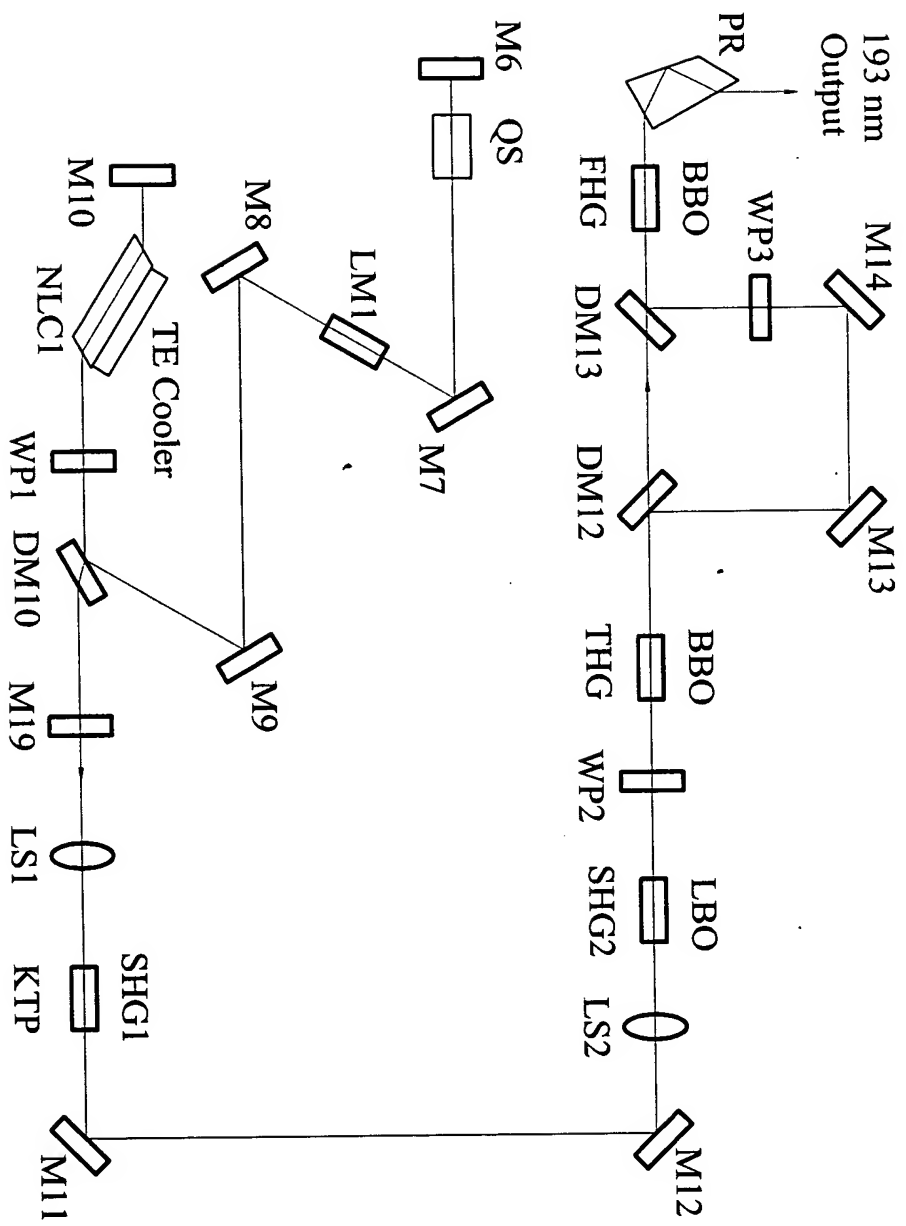 193 nm
Output
PR
FHG
BBO
WP3
M14
DM13
DM12
M13
THG
BBO
WP2
SHG2
LBO
LS2
M12
M6
QS
M7
LM1
M8
M9
M10
NLC1
TE Cooler
WP1
DM10
M19
LS1
KTP
SHG1
M11